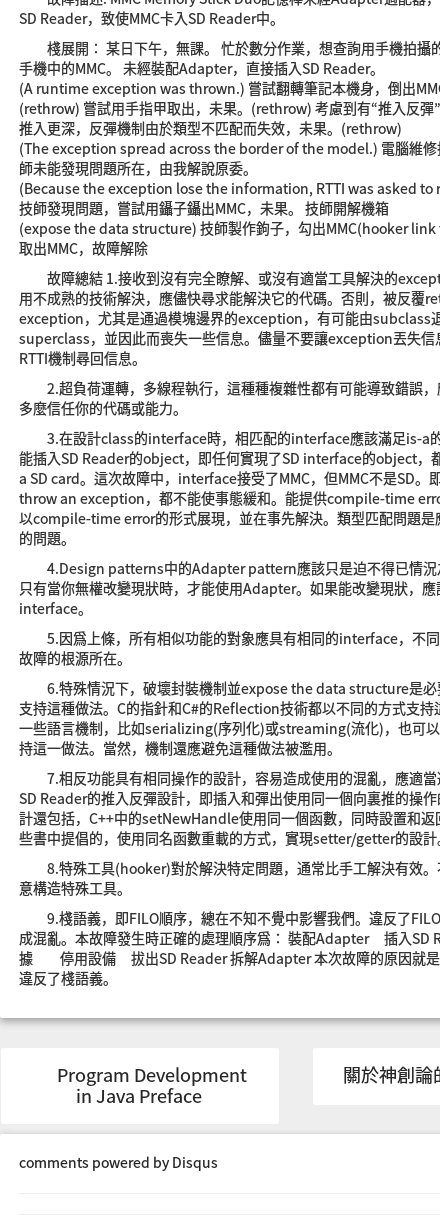 故障描述: MMC Memory Stick Duo記憶棒未經Adapter適配器，
SD Reader，致使MMC卡入SD Reader中。
棧展開： 某日下午，無課。 忙於數分作業，想查詢用手機拍攝的
手機中的MMC。 未經裝配Adapter，直接插入SD Reader。
(A runtime exception was thrown.) 嘗試翻轉筆記本機身，倒出MMC
(rethrow) 嘗試用手指甲取出，未果。(rethrow) 考慮到有“推入反彈”
推入更深，反彈機制由於類型不匹配而失效，未果。(rethrow)
(The exception spread across the border of the model.) 電腦維修技
師未能發現問題所在，由我解說原委。
(Because the exception lose the information, RTTI was asked to r
技師發現問題，嘗試用鑷子鑷出MMC，未果。 技師開解機箱
(expose the data structure) 技師製作鉤子，勾出MMC(hooker link
取出MMC，故障解除
故障總結 1.接收到沒有完全瞭解、或沒有適當工具解決的except
用不成熟的技術解決，應儘快尋求能解決它的代碼。否則，被反覆ret
exception，尤其是通過模塊邊界的exception，有可能由subclass退
superclass，並因此而喪失一些信息。儘量不要讓exception丟失信息
RTTI機制尋回信息。
2.超負荷運轉，多線程執行，這種種複雜性都有可能導致錯誤，
多麼信任你的代碼或能力。
3.在設計class的interface時，相匹配的interface應該滿足is-a的
能插入SD Reader的object，即任何實現了SD interface的object，都
a SD card。這次故障中，interface接受了MMC，但MMC不是SD。即
throw an exception，都不能使事態緩和。能提供compile-time erro
以compile-time error的形式展現，並在事先解決。類型匹配問題是應
的問題。
4.Design patterns中的Adapter pattern應該只是迫不得已情況
只有當你無權改變現狀時，才能使用Adapter。如果能改變現狀，應該
interface。
5.因爲上條，所有相似功能的對象應具有相同的interface，不同
故障的根源所在。
6.特殊情況下，破壞封裝機制並expose the data structure是必要
支持這種做法。C的指針和C#的Reflection技術都以不同的方式支持這
一些語言機制，比如serializing(序列化)或streaming(流化)，也可以
持這一做法。當然，機制還應避免這種做法被濫用。
7.相反功能具有相同操作的設計，容易造成使用的混亂，應適當
SD Reader的推入反彈設計，即插入和彈出使用同一個向裏推的操作的
計還包括，C++中的setNewHandle使用同一個函數，同時設置和返回
些書中提倡的，使用同名函數重載的方式，實現setter/getter的設計。
8.特殊工具(hooker)對於解決特定問題，通常比手工解決有效。不
意構造特殊工具。
9.棧語義，即FILO順序，總在不知不覺中影響我們。違反了FILO
成混亂。本故障發生時正確的處理順序爲： 裝配Adapter 插入SD R
據 停用設備 拔出SD Reader 拆解Adapter 本次故障的原因就是
違反了棧語義。
Program Development
in Java Preface
關於神創論的
comments powered by Disqus